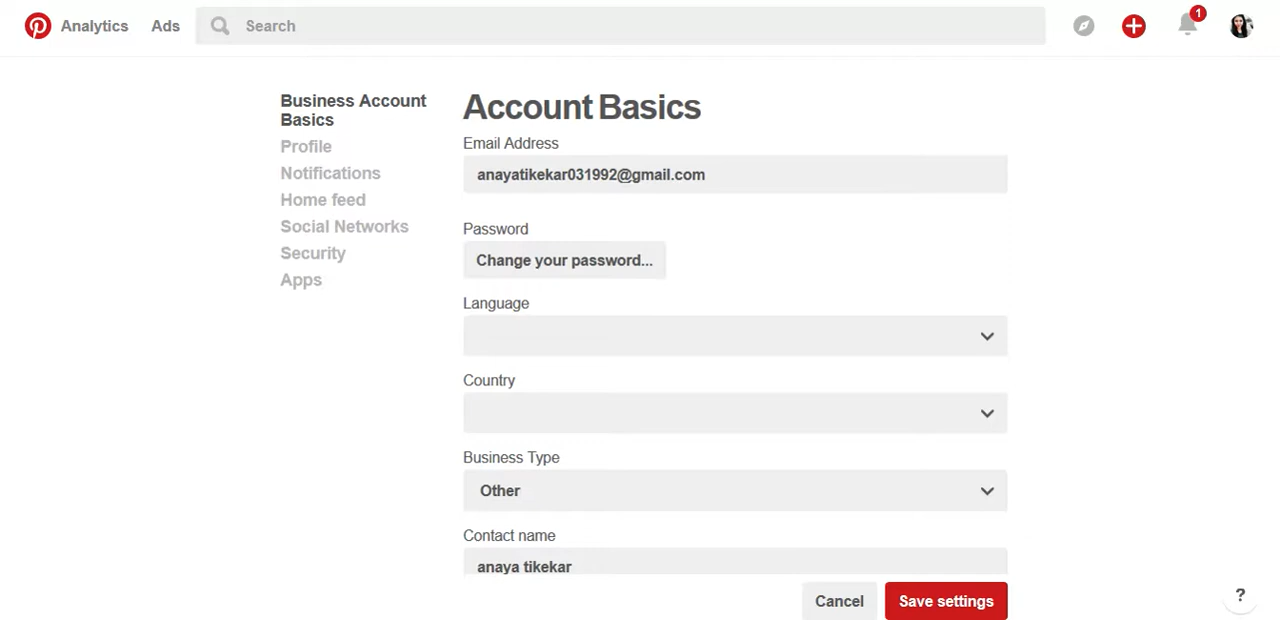 Analytics
Ads
Search
1
Business Account
Basics
Profile
Notifications
Home feed
Social Networks
Security
Apps
Account Basics
Email Address
anayatikekar031992@gmail.com
Password
Change your password...
Language
Country
Business Type
Other
Contact name
anaya tikekar
Cancel
Save settings
?